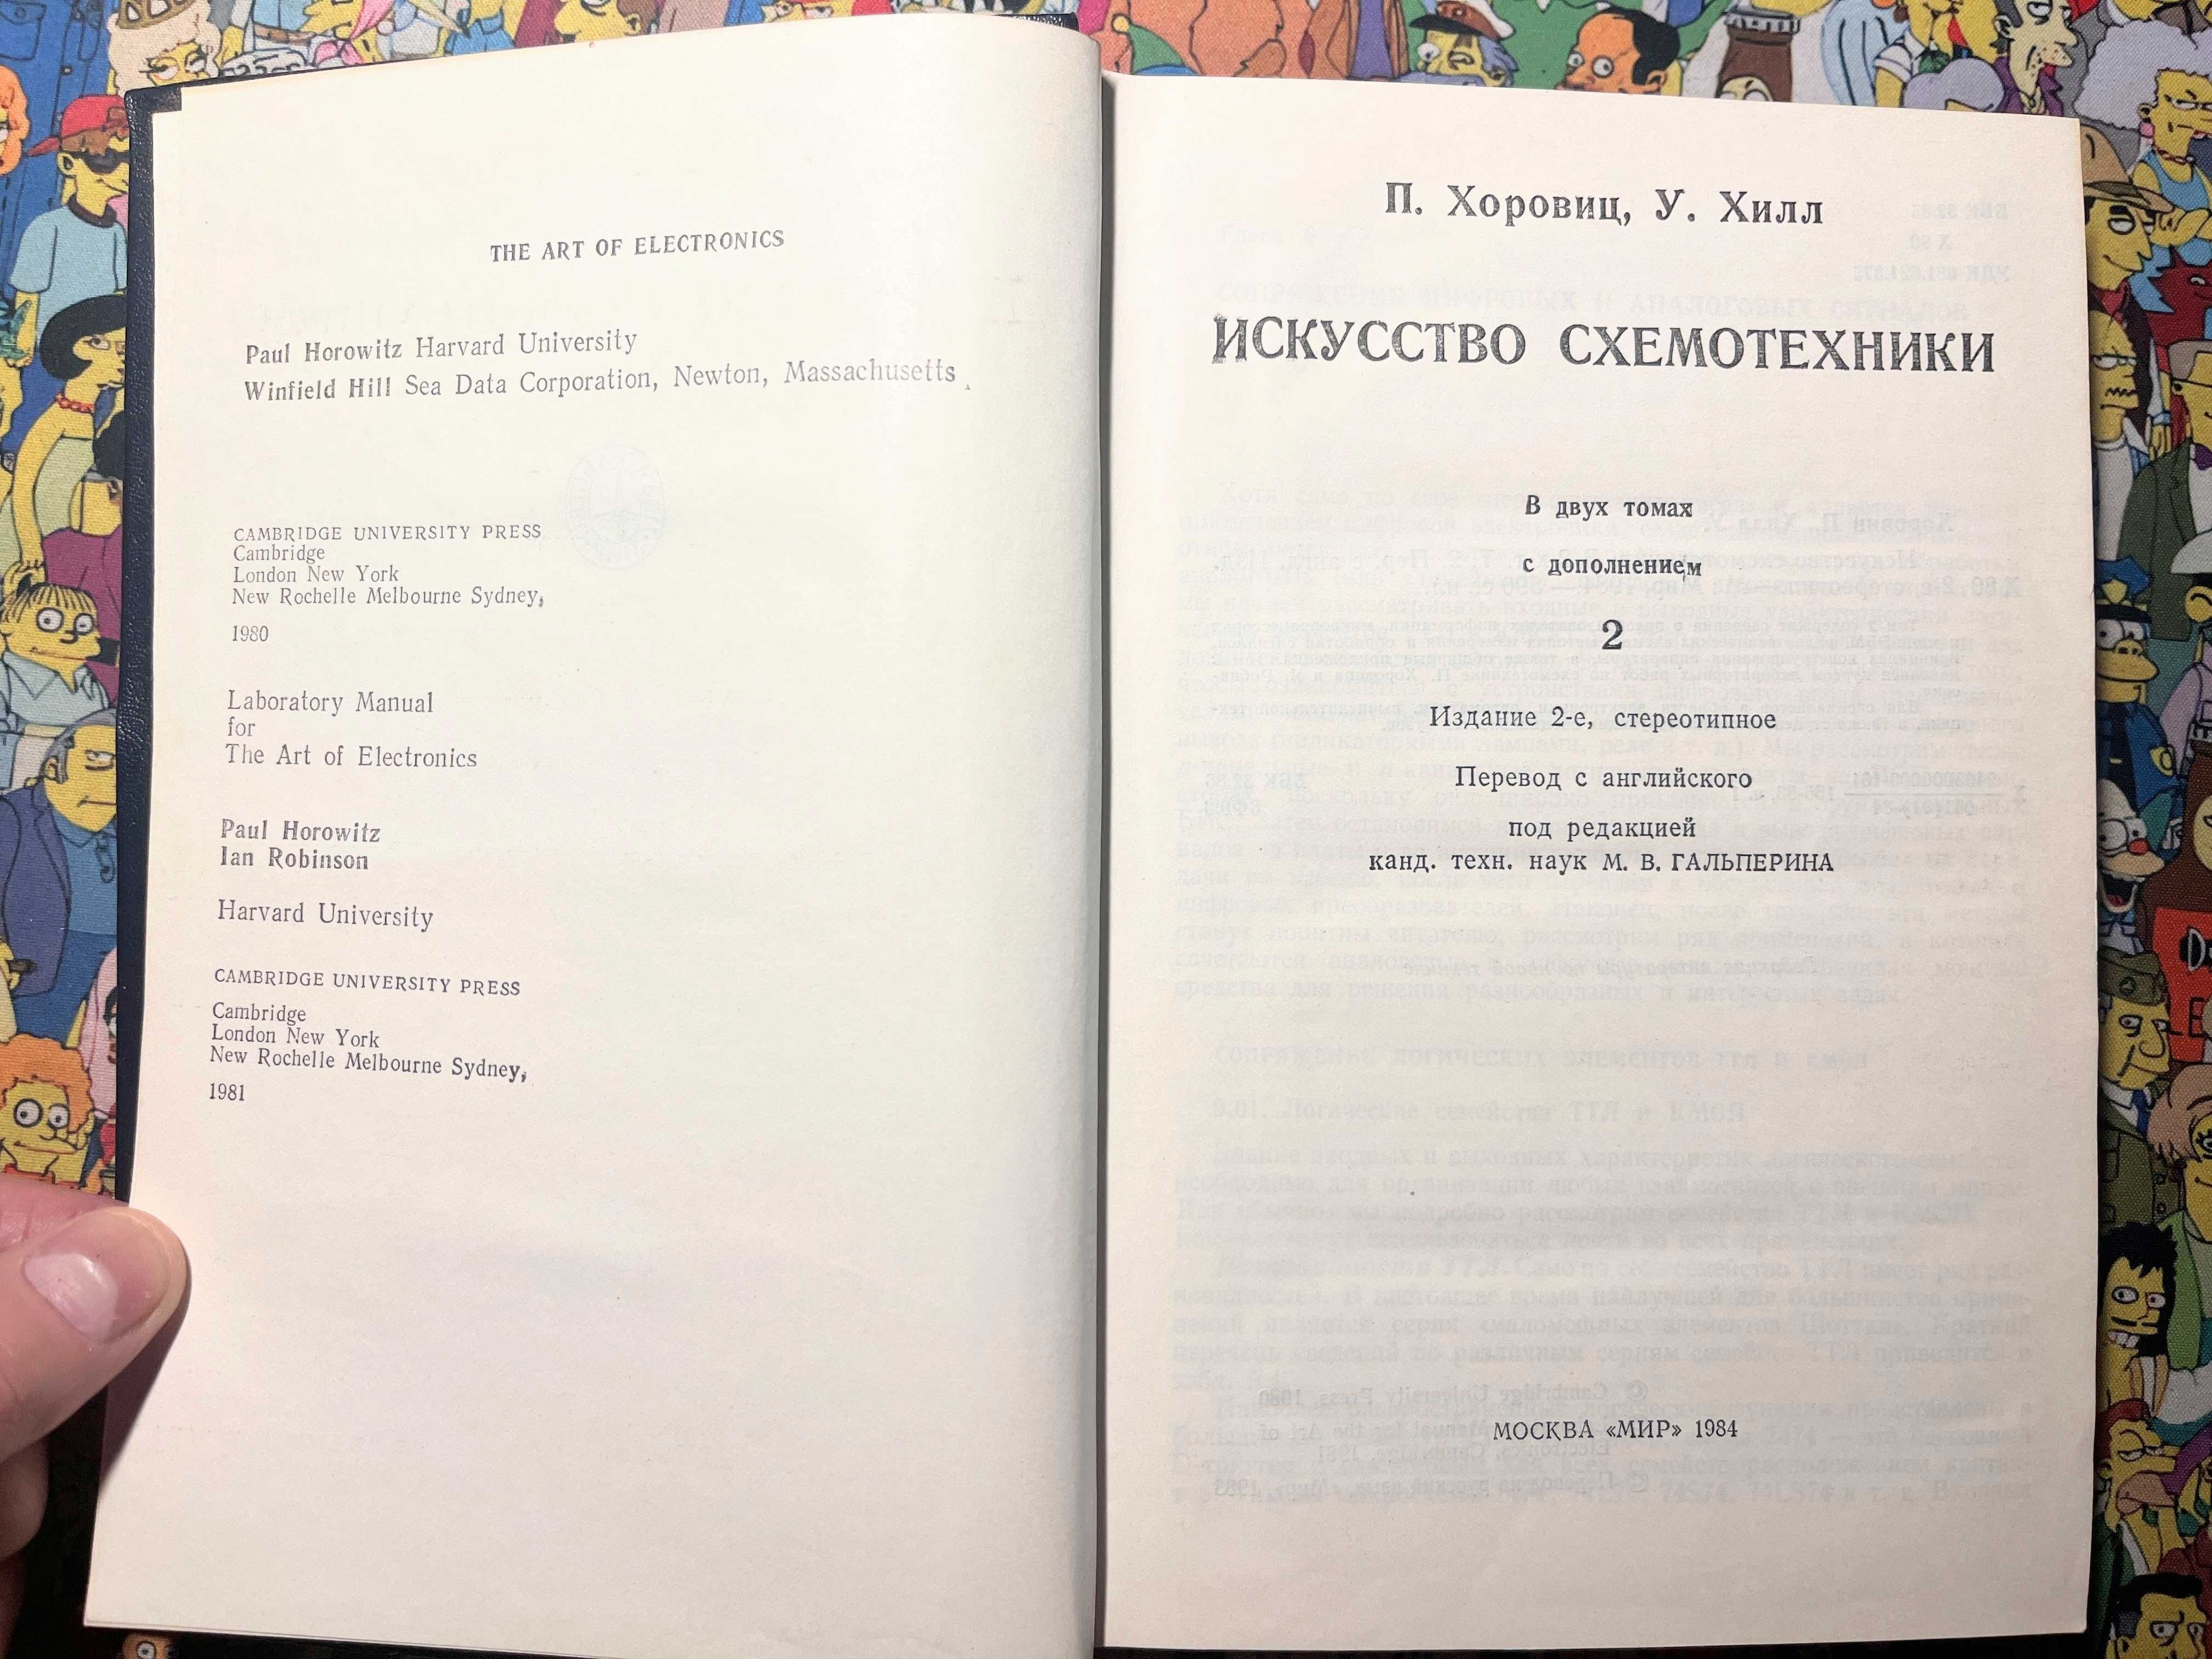 THE ART OF ELECTRONICS
Paul Horowitz Harvard University
Winfield Hill Sea Data Corporation, Newton, Massachusetts.
CAMBRIDGE UNIVERSITY PRESS
Cambridge
London New York
New Rochelle Melbourne Sydney,
1980
Laboratory Manual
for
The Art of Electronics
Paul Horowitz
Ian Robinson
Harvard University
CAMBRIDGE UNIVERSITY PRESS
Cambridge
London New York
New Rochelle Melbourne Sydney,
1981
П. Хоровиц, У. Хилл
ИСКУССТВО СХЕМОТЕХНИКИ
В двух томах
с дополнением
2
Издание 2-е, стереотипное
Перевод с английского
под редакцией
канд. техн. наук М. В. ГАЛЬПЕРИНА
МОСКВА «МИР» 1984